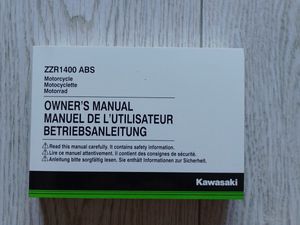 ZZR1400 ABS
Motorcycle
Motocyclette
Motorrad
OWNER'S MANUAL
MANUEL DE L'UTILISATEUR
BETRIEBSANLEITUNG
⚠Read this manual carefully. It contains safety information.
⚠Lire ce manuel attentivement. Il contient des consignes de sécurité.
⚠Anleitung bitte sorgfältig lesen. Sie enthält Informationen zur Sicherheit.
Kawasaki